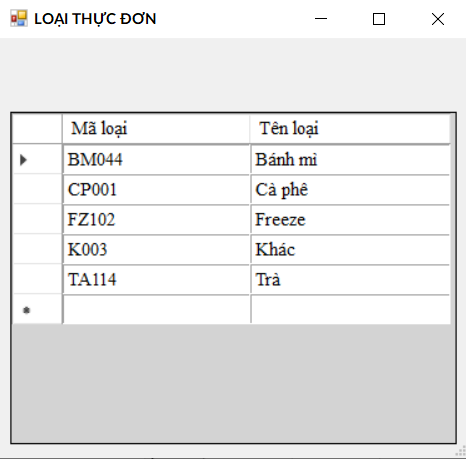 LOẠI THỰC ĐƠN
Mã loại Tên loại
BM044 Bánh mì
CP001 Cà phê
FZ102 Freeze
K003 Khác
TA114 Trà